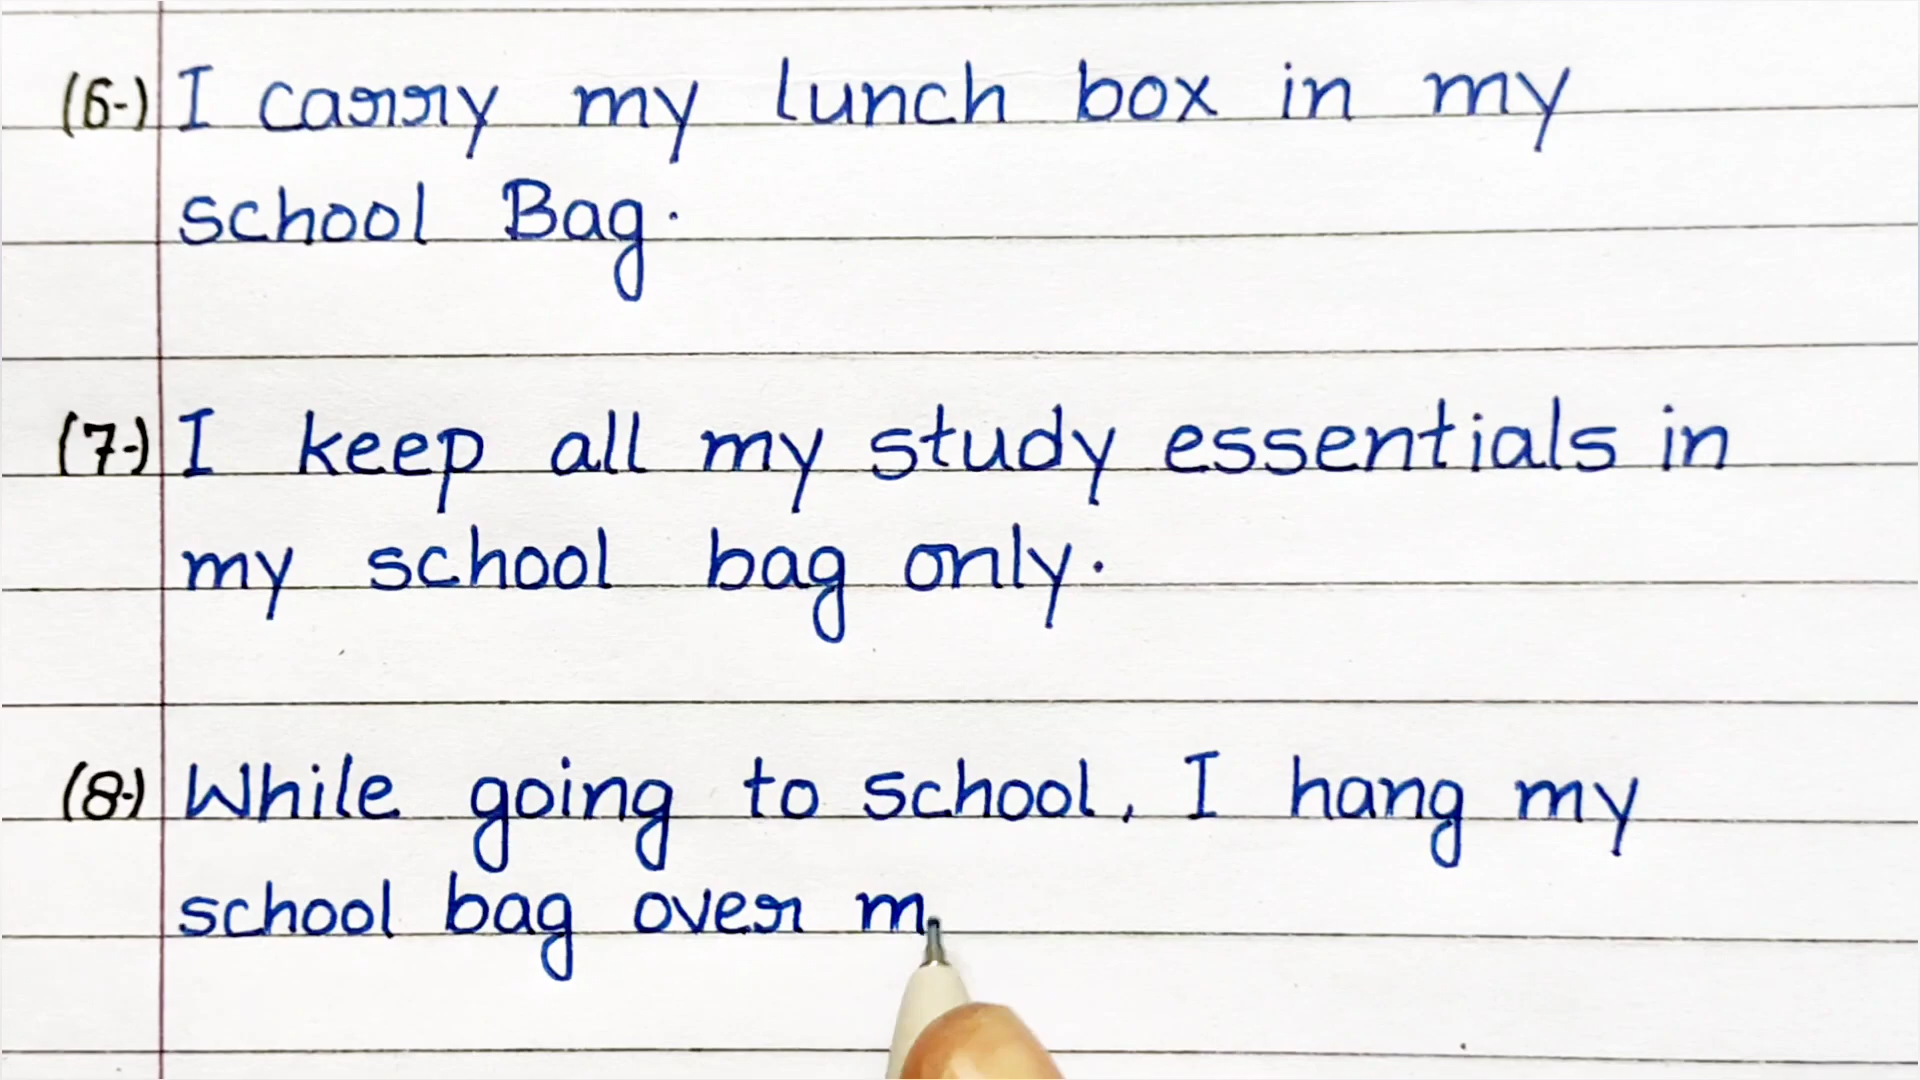 (6-) I carry my lunch box in my
school Bag.
(7-) I keep all my study essentials in
my school bag only.
(8-) While going to school, I hang my
school bag over m